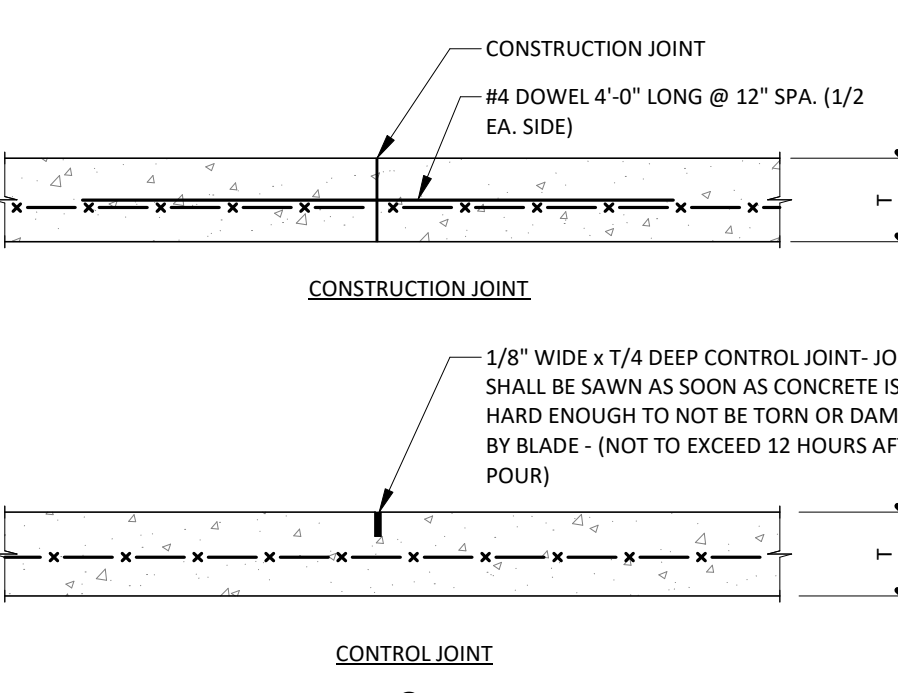 CONSTRUCTION JOINT
#4 DOWEL 4'-0" LONG @ 12" SPA. (1/2
EA. SIDE)
T
CONSTRUCTION JOINT
1/8" WIDE x T/4 DEEP CONTROL JOINT- JO
SHALL BE SAWN AS SOON AS CONCRETE IS
HARD ENOUGH TO NOT BE TORN OR DAM
BY BLADE - (NOT TO EXCEED 12 HOURS AF
POUR)
T
CONTROL JOINT